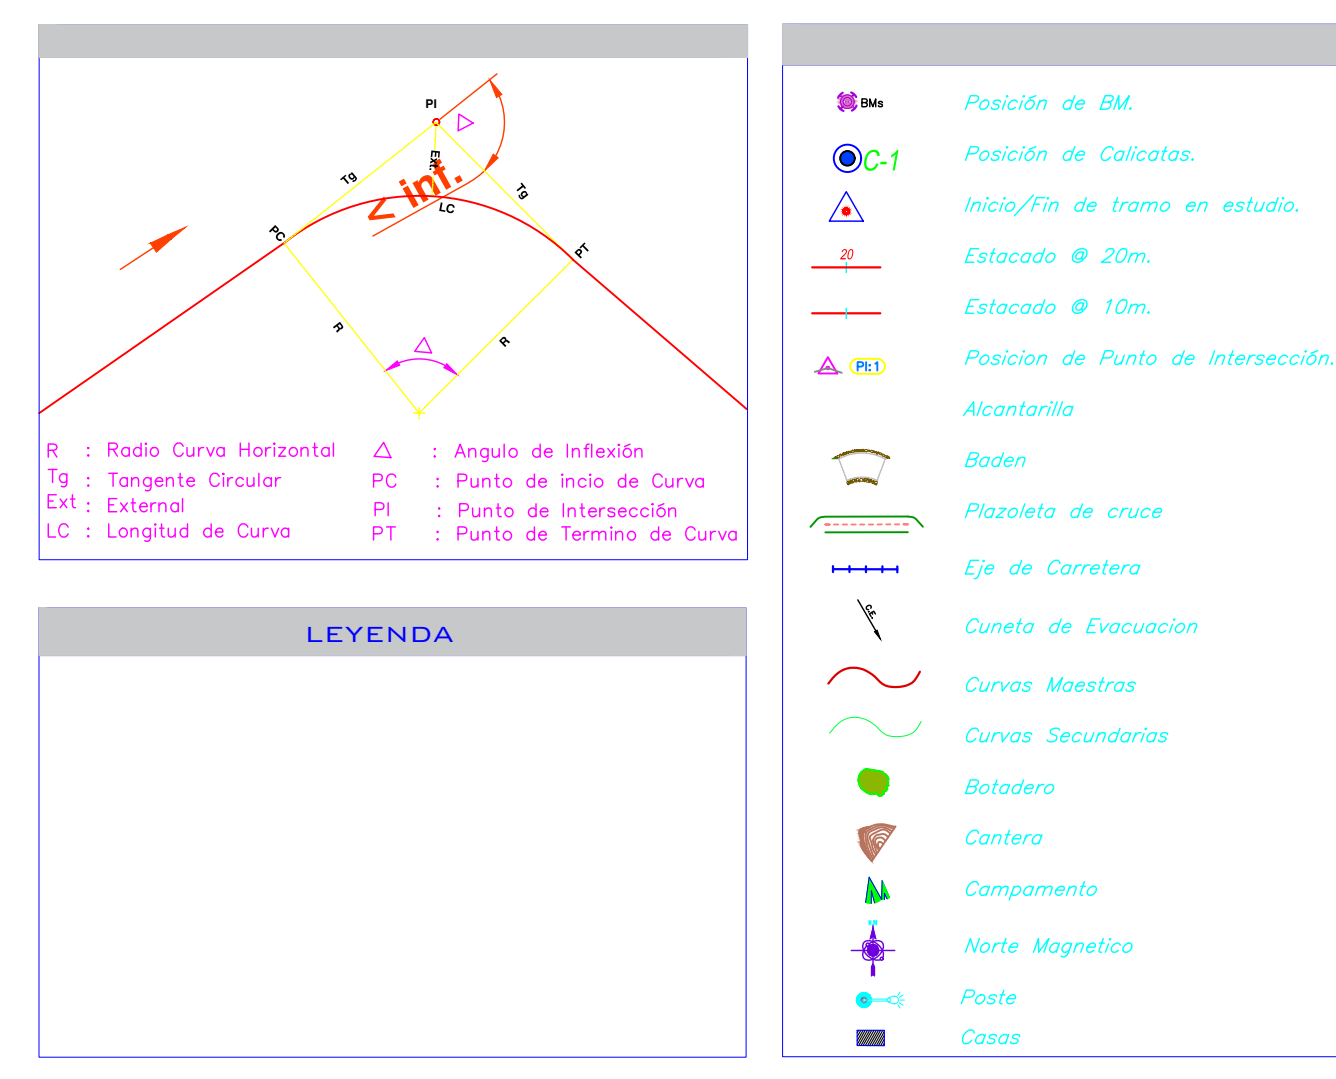 PI
Ext.
Tg
< inf.
Tg
LC
PC
PT
R
R
R : Radio Curva Horizontal
Tg : Tangente Circular
Ext : External
LC : Longitud de Curva
△ : Angulo de Inflexión
PC : Punto de incio de Curva
PI : Punto de Intersección
PT : Punto de Termino de Curva
LEYENDA
BMs Posición de BM.
C-1 Posición de Calicatas.
Inicio/Fin de tramo en estudio.
20 Estacado @ 20m.
Estacado @ 10m.
PI:1 Posicion de Punto de Intersección.
Alcantarilla
Baden
Plazoleta de cruce
Eje de Carretera
C.E. Cuneta de Evacuacion
Curvas Maestras
Curvas Secundarias
Botadero
Cantera
Campamento
Norte Magnetico
Poste
Casas